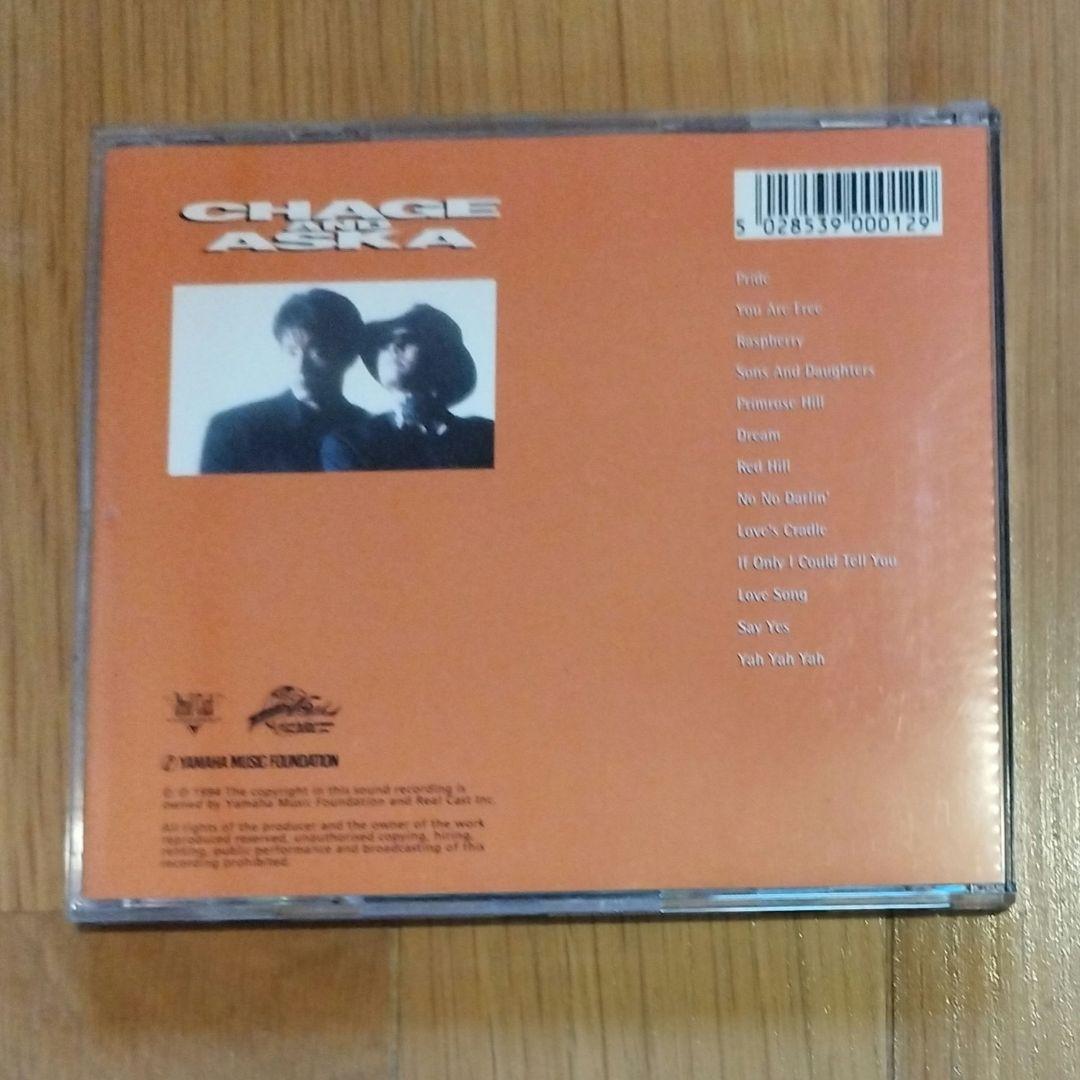 CHAGE
AND
ASKA
5 028539 000129
Pride
You Are Free
Raspberry
Sons And Daughters
Primrose Hill
Dream
Red Hill
No No Darlin'
Love's Cradle
If Only I Could Tell You
Love Song
Say Yes
Yah Yah Yah
YAMAHA MUSIC FOUNDATION
℗ © 1994 The copyright in this sound recording is
owned by Yamaha Music Foundation and Real Cast Inc.
All rights of the producer and the owner of the work
reproduced reserved, unauthorised copying, hiring,
renting, public performance and broadcasting of this
recording prohibited.